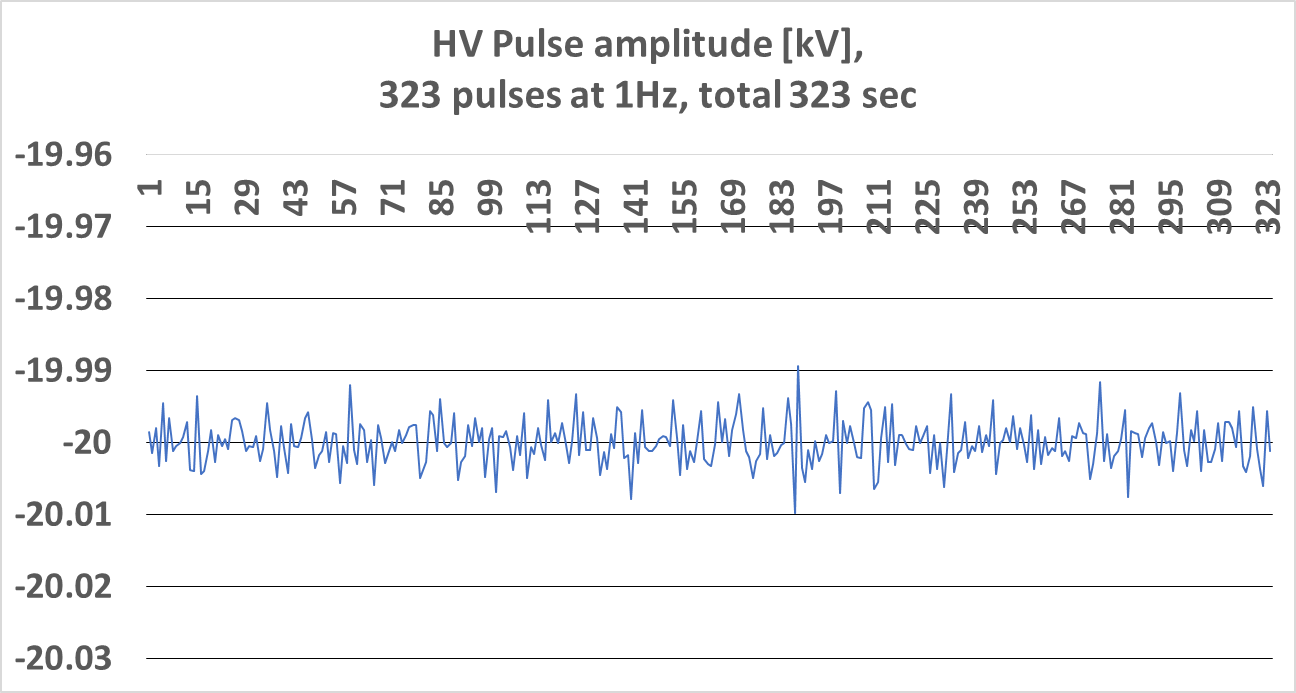 HV Pulse amplitude [kV],
323 pulses at 1Hz, total 323 sec
-19.96
1 15 29 43 57 71 85 99 113 127 141 155 169 183 197 211 225 239 253 267 281 295 309 323
-19.97
-19.98
-19.99
-20
-20.01
-20.02
-20.03